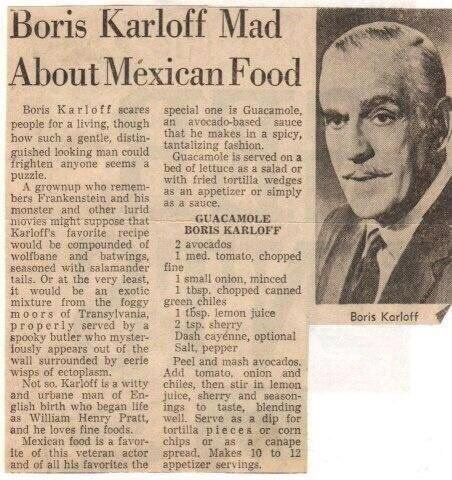 Boris Karloff Mad
About Mexican Food
Boris Karloff scares
people for a living, though
how such a gentle, distin-
guished looking man could
frighten anyone seems a
puzzle.
A grownup who remem-
bers Frankenstein and his
monster and other lurid
movies might suppose that
Karloff's favorite recipe
would be compounded of
wolfbane and batwings,
seasoned with salamander
tails. Or at the very least,
it would be an exotic
mixture from the foggy
moors of Transylvania,
properly served by a
spooky butler who myster-
iously appears out of the
wall surrounded by eerie
wisps of ectoplasm.
Not so. Karloff is a witty
and urbane man of En-
glish birth who began life
as William Henry Pratt,
and he loves fine foods.
Mexican food is a favor-
ite of this veteran actor
and of all his favorites the
special one is Guacamole,
an avocado-based sauce
that he makes in a spicy,
tantalizing fashion.
Guacamole is served on a
bed of lettuce as a salad or
with fried tortilla wedges
as an appetizer or simply
as a sauce.
GUACAMOLE
BORIS KARLOFF
2 avocados
1 med. tomato, chopped
fine
1 small onion, minced
1 tbsp. chopped canned
green chiles
1 tbsp. lemon juice
2 tsp. sherry
Dash cayenne, optional
Salt, pepper
Peel and mash avocados.
Add tomato, onion and
chiles, then stir in lemon
juice, sherry and season-
ings to taste, blending
well. Serve as a dip for
tortilla pieces or corn
chips or as a canape
spread. Makes 10 to 12
appetizer servings.
Boris Karloff